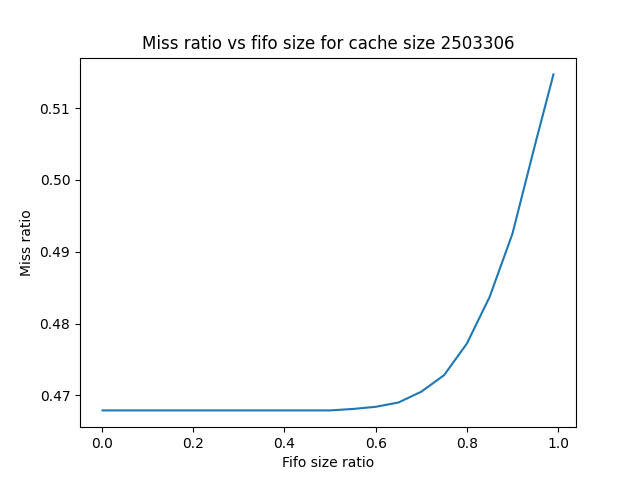 Miss ratio vs fifo size for cache size 2503306
0.51
0.50
0.49
0.48
0.47
Miss ratio
0.0 0.2 0.4 0.6 0.8 1.0
Fifo size ratio